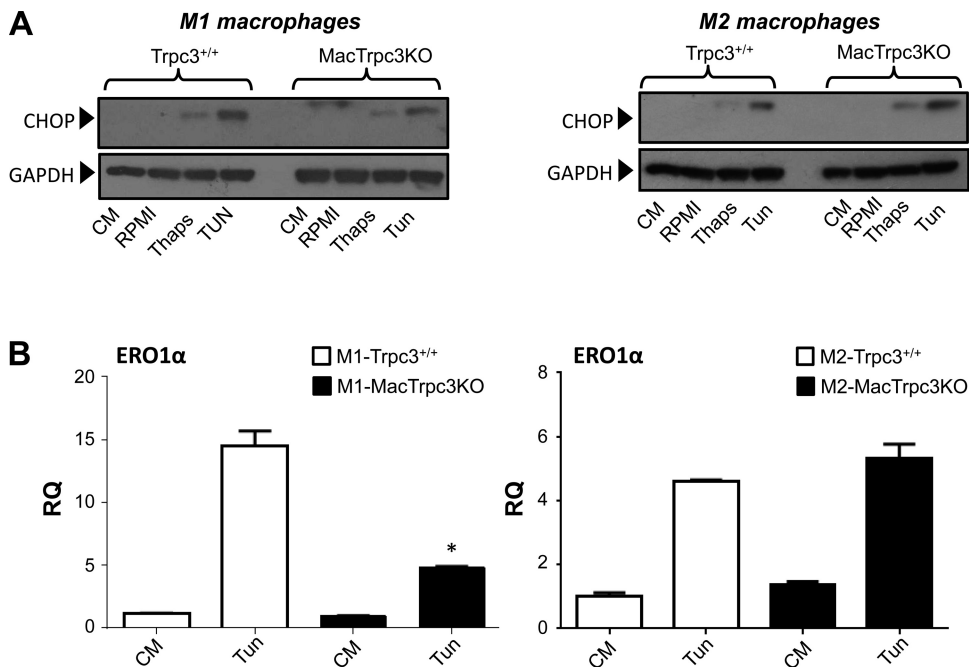 A
M1 macrophages
M2 macrophages
Trpc3+/+
MacTrpc3KO
Trpc3+/+
MacTrpc3KO
CHOP
GAPDH
CHOP
GAPDH
CM
RPMI
Thaps
TUN
CM
RPMI
Thaps
Tun
CM
RPMI
Thaps
Tun
CM
RPMI
Thaps
Tun
B
ERO1α
M1-Trpc3+/+
M1-MacTrpc3KO
20
15
10
5
0
RQ
*
CM
Tun
CM
Tun
ERO1α
M2-Trpc3+/+
M2-MacTrpc3KO
8
6
4
2
0
RQ
CM
Tun
CM
Tun